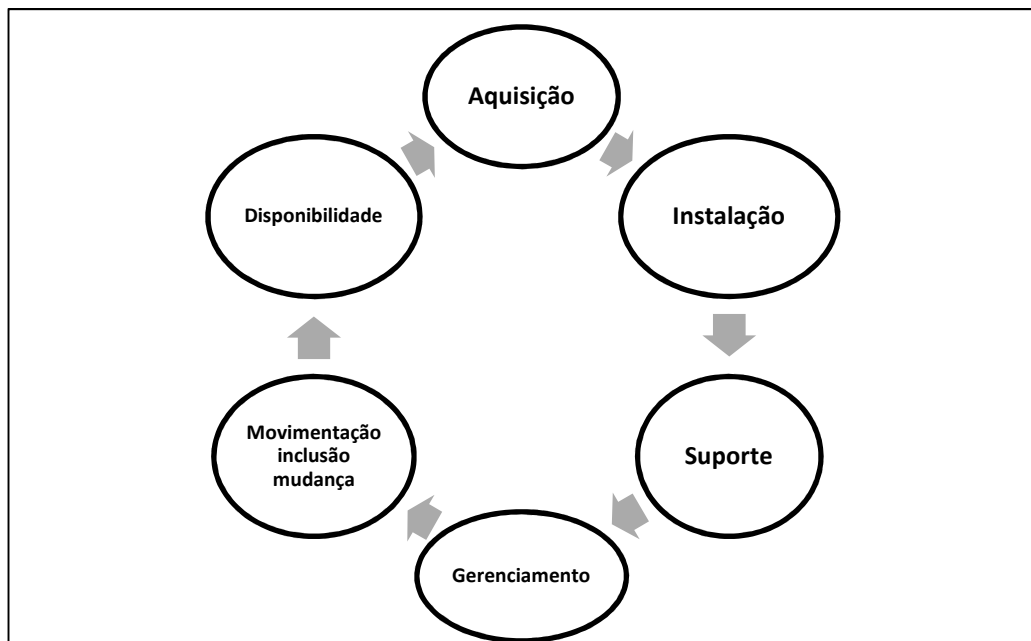 Aquisição
Instalação
Suporte
Gerenciamento
Movimentação
inclusão
mudança
Disponibilidade